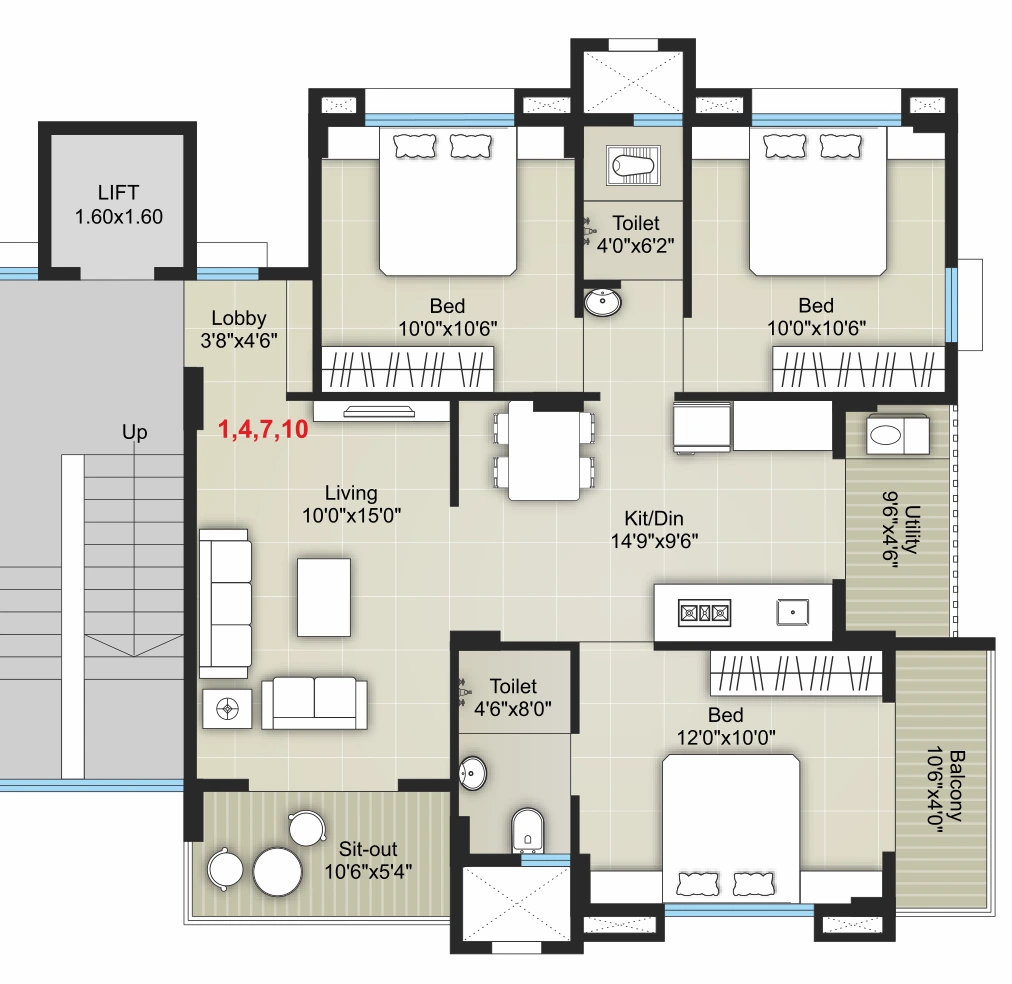 LIFT
1.60x1.60
Toilet
4'0"x6'2"
Bed
10'0"x10'6"
Bed
10'0"x10'6"
Lobby
3'8"x4'6"
Up
1,4,7,10
Living
10'0"x15'0"
Kit/Din
14'9"x9'6"
Utility
9'6"x4'6"
Toilet
4'6"x8'0"
Bed
12'0"x10'0"
Balcony
10'6"x4'0"
Sit-out
10'6"x5'4"